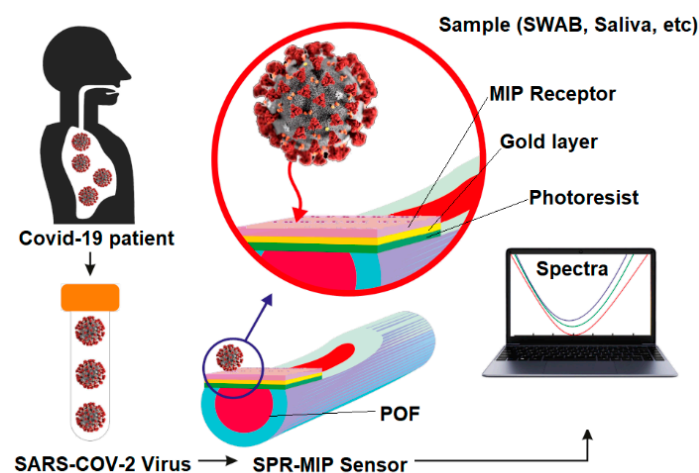 Sample (SWAB, Saliva, etc)
MIP Receptor
Gold layer
Photoresist
Covid-19 patient
Spectra
POF
SARS-COV-2 Virus
SPR-MIP Sensor